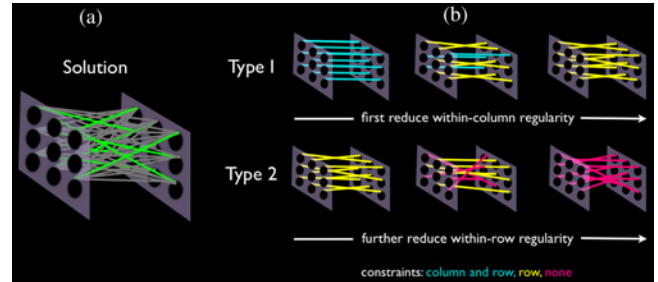 (a)
(b)
Solution
Type 1
first reduce within-column regularity
Type 2
further reduce within-row regularity
constraints: column and row, row, none